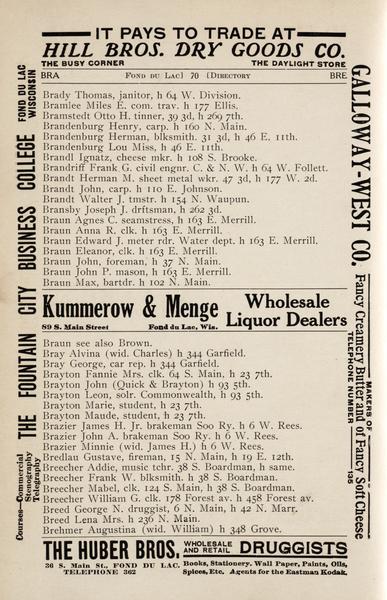 IT PAYS TO TRADE AT
HILL BROS. DRY GOODS CO.
THE BUSY CORNER THE DAYLIGHT STORE
BRA FOND DU LAC] 70 [DIRECTORY BRE
Brady Thomas, janitor, h 64 W. Division.
Bramlee Miles E. com. trav. h 177 Ellis.
Bramstedt Otto H. tinner, 39 3d, h 269 7th.
Brandenburg Henry, carp. h 160 N. Main.
Brandenburg Herman, blksmith. 31 3d, h 46 E. 11th.
Brandenburg Lou Miss, h 46 E. 11th.
Brandl Ignatz, cheese mkr. h 108 S. Brooke.
Brandriff Frank G. civil engnr. C. & N. W. h 64 W. Follett.
Brandt Herman M. sheet metal wkr. 47 3d, h 177 W. 2d.
Brandt John, carp. h 110 E. Johnson.
Brandt Walter J. tmstr. h 154 N. Waupun.
Bransby Joseph J. drftsman, h 262 3d.
Braun Agnes C. seamstress, h 163 E. Merrill.
Braun Anna R. clk. h 163 E. Merrill.
Braun Edward J. meter rdr. Water dept. h 163 E. Merrill.
Braun Eleanor, clk. h 163 E. Merrill.
Braun John, foreman, h 37 N. Main.
Braun John P. mason, h 163 E. Merrill.
Braun Max, bartdr. h 102 N. Main.
Kummerow & Menge Wholesale Liquor Dealers
89 S. Main Street Fond du Lac, Wis.
Braun see also Brown.
Bray Alvina (wid. Charles) h 344 Garfield.
Bray George, car rep. h 344 Garfield.
Brayton Fannie Mrs. clk. 64 S. Main, h 23 7th.
Brayton John (Quick & Brayton) h 93 5th.
Brayton Leon, solr. Commonwealth, h 93 5th.
Brayton Marie, student, h 23 7th.
Brayton Maude, student, h 23 7th.
Brazier James H. Jr. brakeman Soo Ry. h 6 W. Rees.
Brazier John A. brakeman Soo Ry. h 6 W. Rees.
Brazier Minnie (wid. James H.) h 6 W. Rees.
Bredlan Gustave, fireman, 15 N. Main, h 19 E. 12th.
Breecher Addie, music tchr. 38 S. Boardman, h same.
Breecher Frank W. blksmith. h 38 S. Boardman.
Breecher Mabel, clk. 124 S. Main, h 38 S. Boardman.
Breecher William G. clk. 178 Forest av. h 458 Forest av.
Breed George N. druggist, 6 N. Main, h 42 N. Marr.
Breed Lena Mrs. h 236 N. Main.
Brehmer Augustina (wid. William) h 348 Grove.
THE HUBER BROS. WHOLESALE AND RETAIL DRUGGISTS
36 S. Main St., FOND DU LAC. Books, Stationery, Wall Paper, Paints, Oils,
TELEPHONE 362 Spices, Etc. Agents for the Eastman Kodak.
THE FOUNTAIN CITY BUSINESS COLLEGE
FOND DU LAC
WISCONSIN
Courses—Commercial
Stenography
Telegraphy
GALLOWAY-WEST CO.
MAKERS OF
Fancy Creamery Butter and of Fancy Soft Cheese
TELEPHONE NUMBER 135